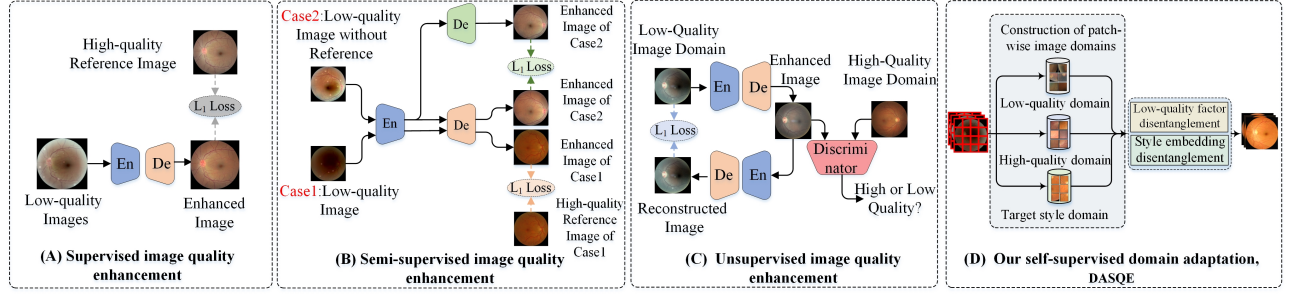 High-quality
Reference Image
L₁ Loss
En
De
Low-quality
Images
Enhanced
Image
(A) Supervised image quality
enhancement
Case2:Low-quality
Image without
Reference
De
Enhanced
Image of
Case2
L₁ Loss
En
De
Enhanced
Image of
Case2
Enhanced
Image of
Case1
Case1:Low-quality
Image
L₁ Loss
High-quality
Reference
Image of
Case1
(B) Semi-supervised image quality
enhancement
Low-Quality
Image Domain
En
De
Enhanced
Image
High-Quality
Image Domain
L₁ Loss
Discrimi
nator
De
En
Reconstructed
Image
High or Low
Quality?
(C) Unsupervised image quality
enhancement
Construction of patch-
wise image domains
Low-quality domain
High-quality domain
Target style domain
Low-quality factor
disentanglement
Style embedding
disentanglement
(D) Our self-supervised domain adaptation,
DASQE